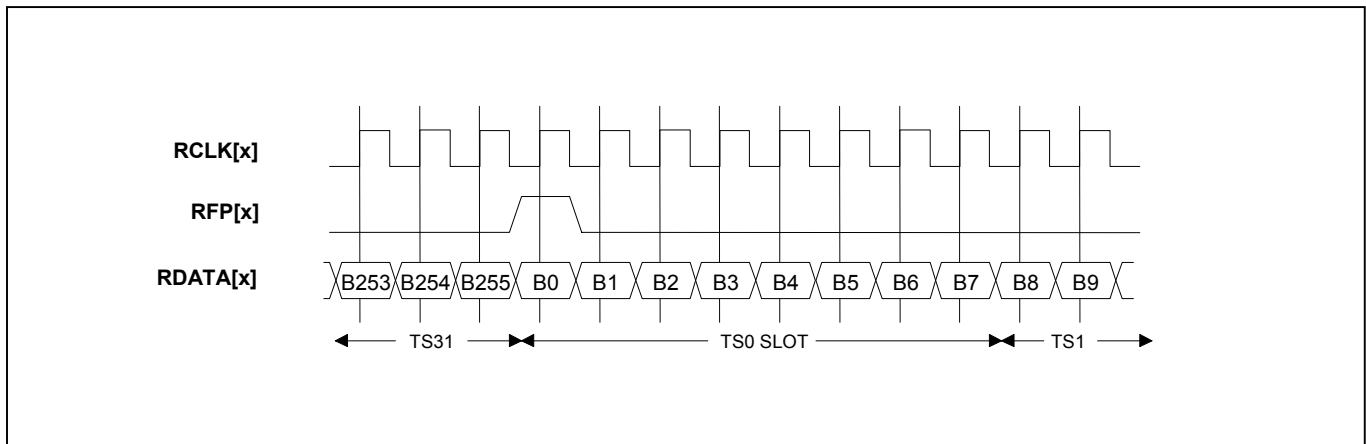 RCLK[x]
RFP[x]
RDATA[x] B253 B254 B255 B0 B1 B2 B3 B4 B5 B6 B7 B8 B9
TS31 TS0 SLOT TS1